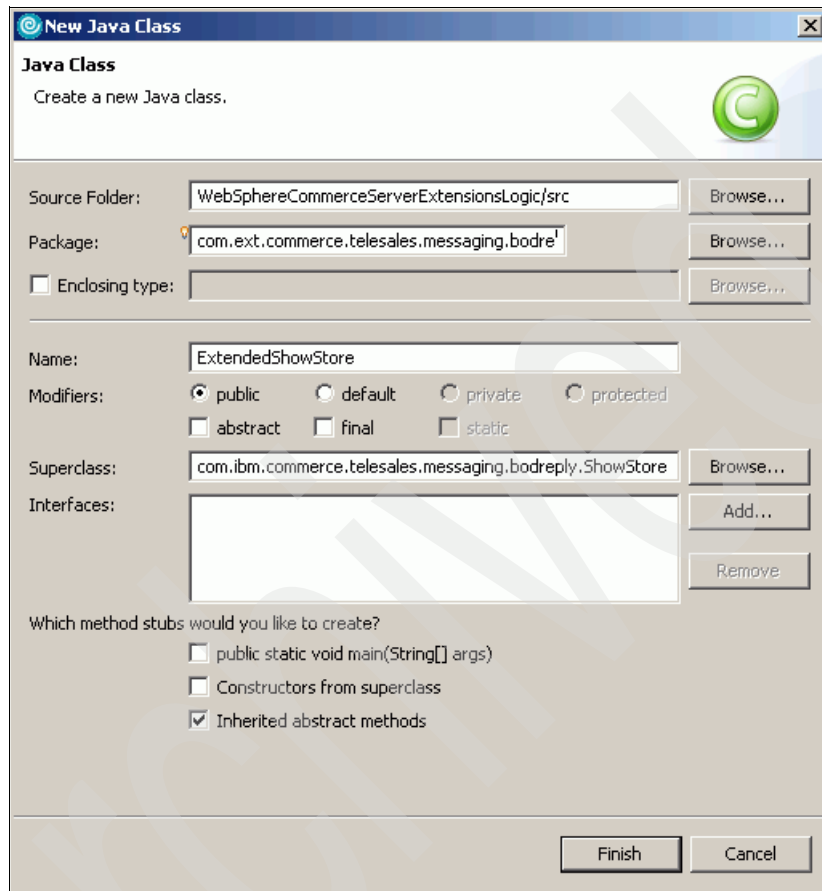 New Java Class
Java Class
Create a new Java class.
Source Folder: WebSphereCommerceServerExtensionsLogic/src Browse...
Package: com.ext.commerce.telesales.messaging.bodre Browse...
Enclosing type: Browse...
Name: ExtendedShowStore
Modifiers: public default private protected
abstract final static
Superclass: com.ibm.commerce.telesales.messaging.bodreply.ShowStore Browse...
Interfaces: Add...
Remove
Which method stubs would you like to create?
public static void main(String[] args)
Constructors from superclass
Inherited abstract methods
Finish Cancel